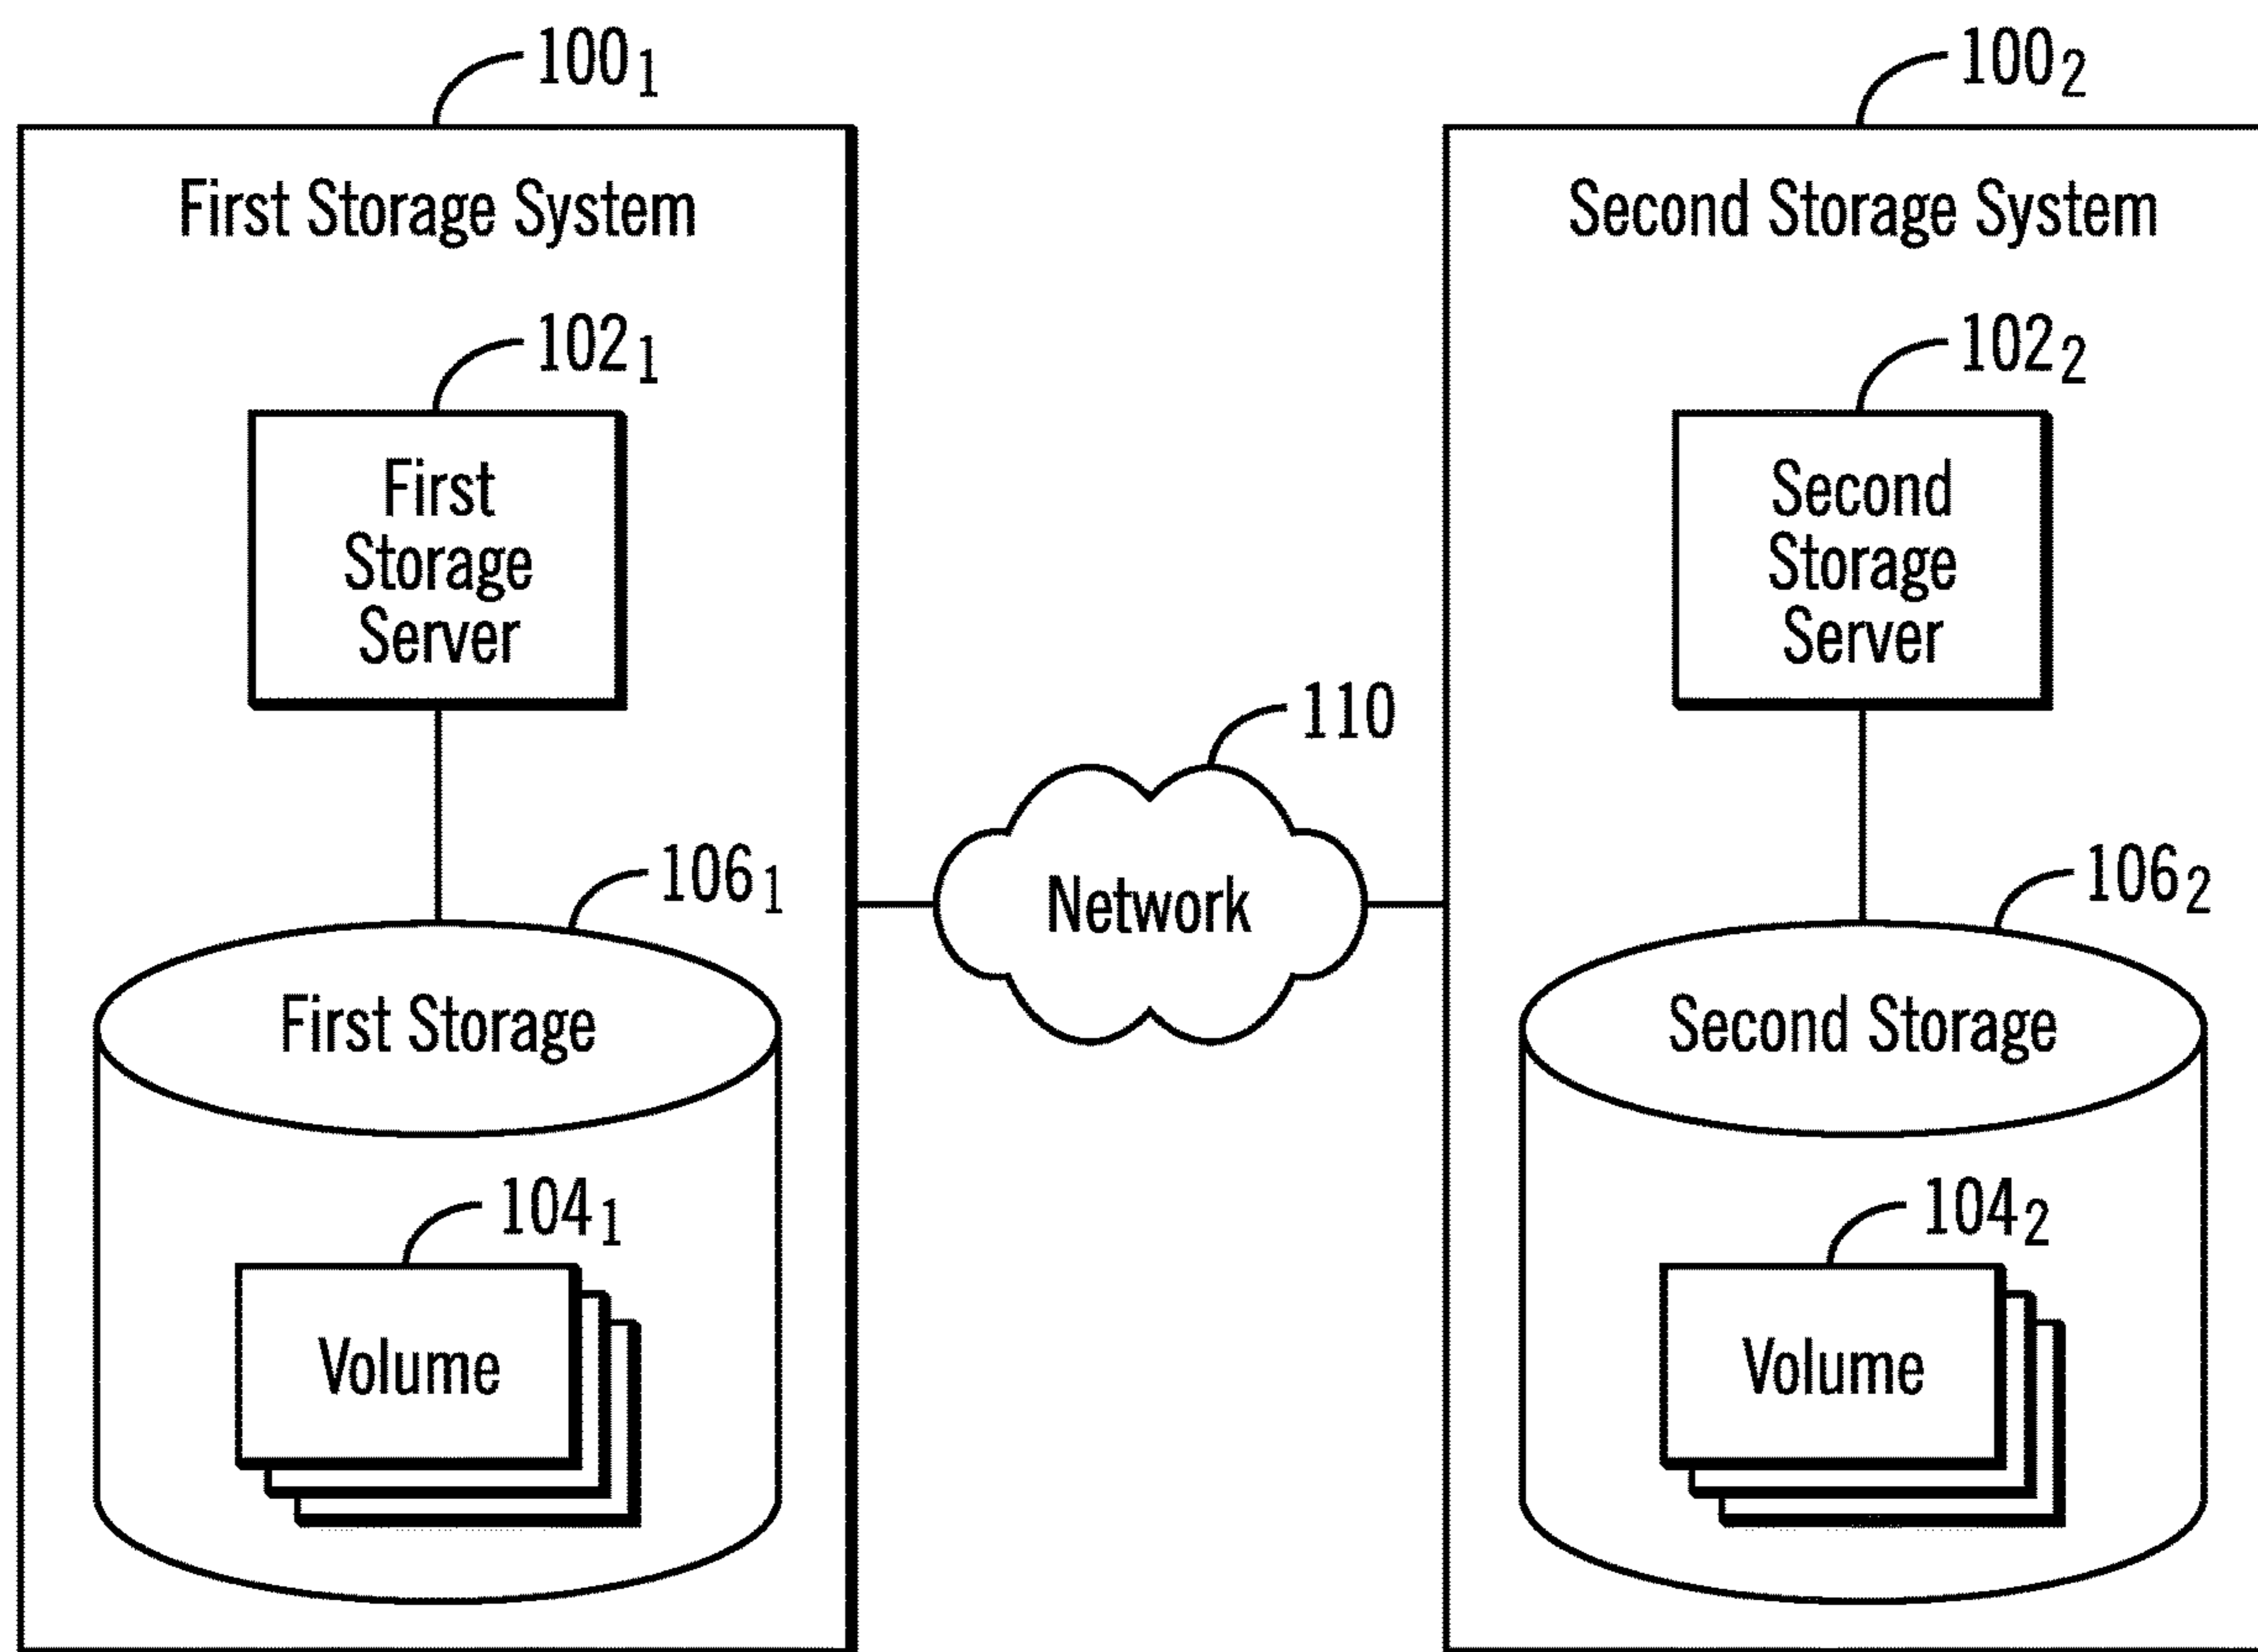 100₁
First Storage System
102₁
First
Storage
Server
106₁
First Storage
104₁
Volume
110
Network
100₂
Second Storage System
102₂
Second
Storage
Server
106₂
Second Storage
104₂
Volume